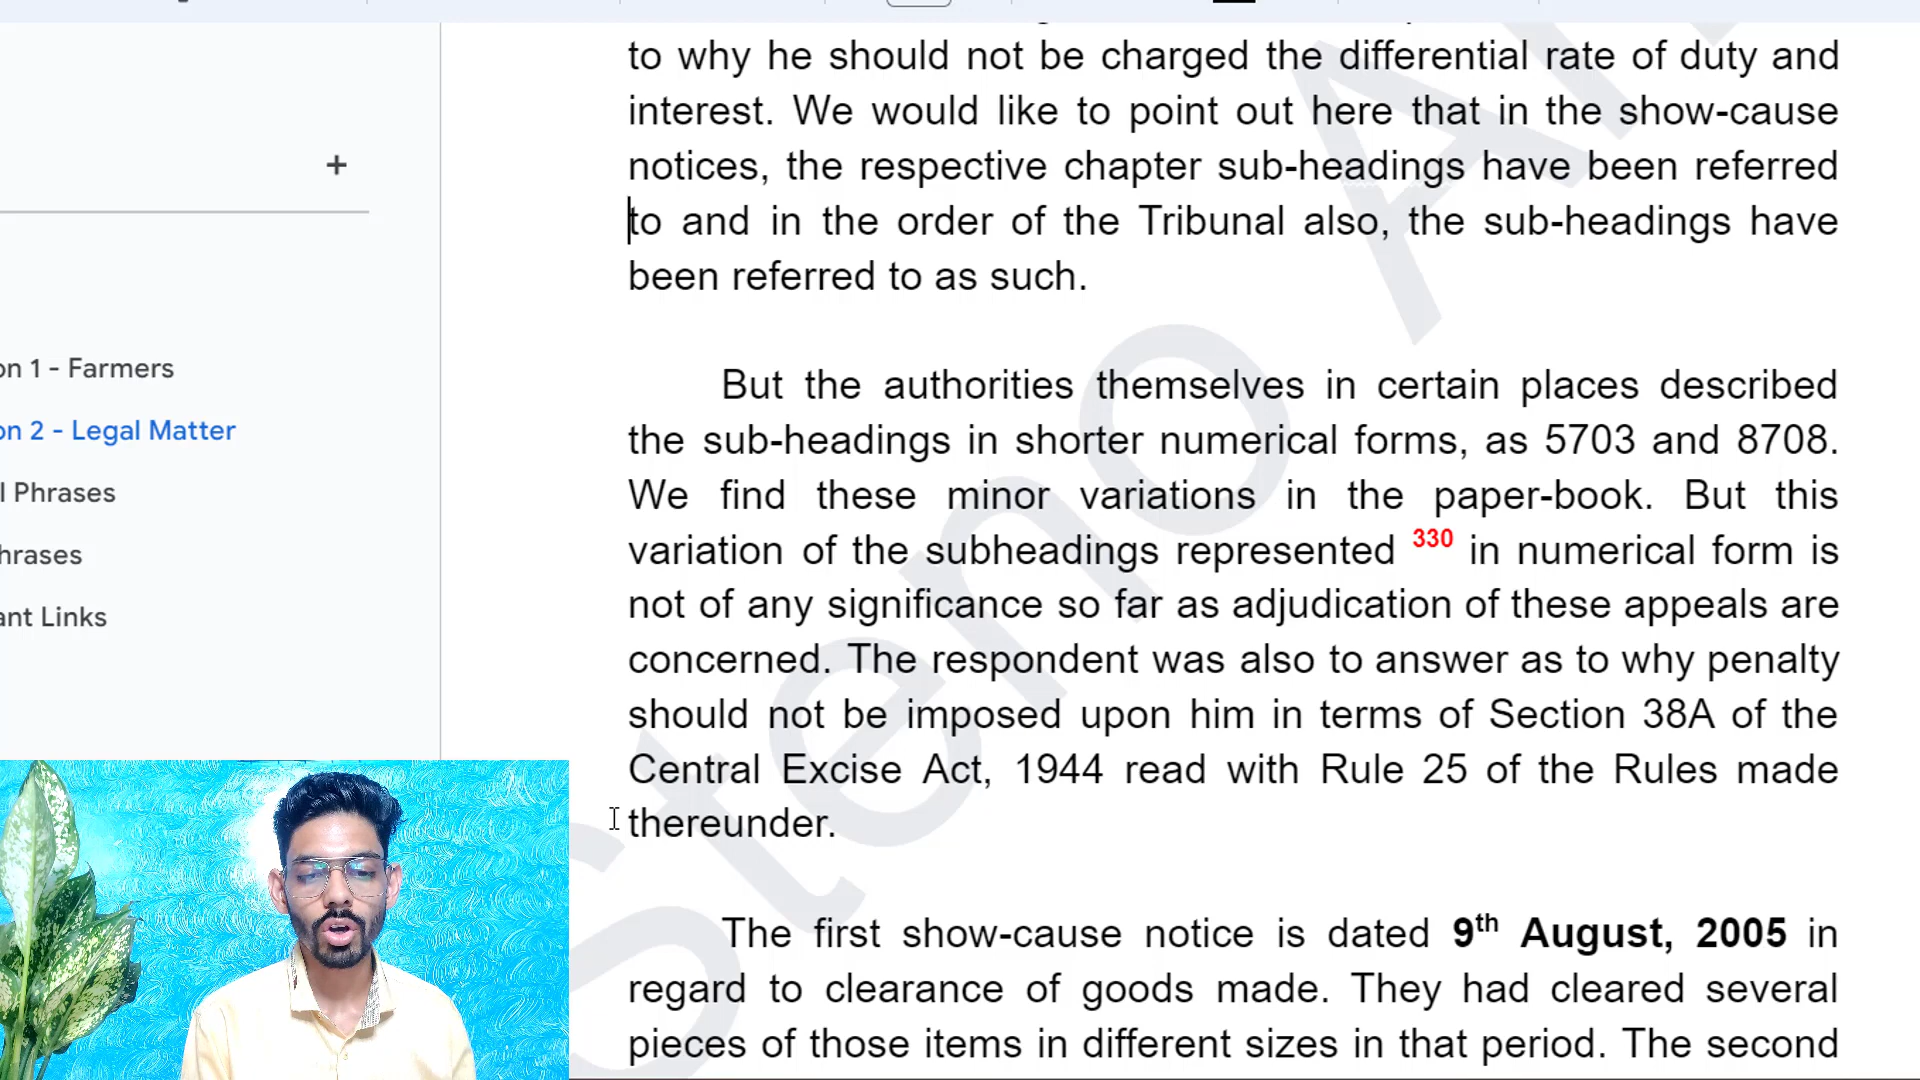 to why he should not be charged the differential rate of duty and
interest. We would like to point out here that in the show-cause
notices, the respective chapter sub-headings have been referred
to and in the order of the Tribunal also, the sub-headings have
been referred to as such.
But the authorities themselves in certain places described
the sub-headings in shorter numerical forms, as 5703 and 8708.
We find these minor variations in the paper-book. But this
variation of the subheadings represented 330 in numerical form is
not of any significance so far as adjudication of these appeals are
concerned. The respondent was also to answer as to why penalty
should not be imposed upon him in terms of Section 38A of the
Central Excise Act, 1944 read with Rule 25 of the Rules made
thereunder.
The first show-cause notice is dated 9th August, 2005 in
regard to clearance of goods made. They had cleared several
pieces of those items in different sizes in that period. The second
+
on 1 - Farmers
on 2 - Legal Matter
l Phrases
hrases
ant Links
Steno A